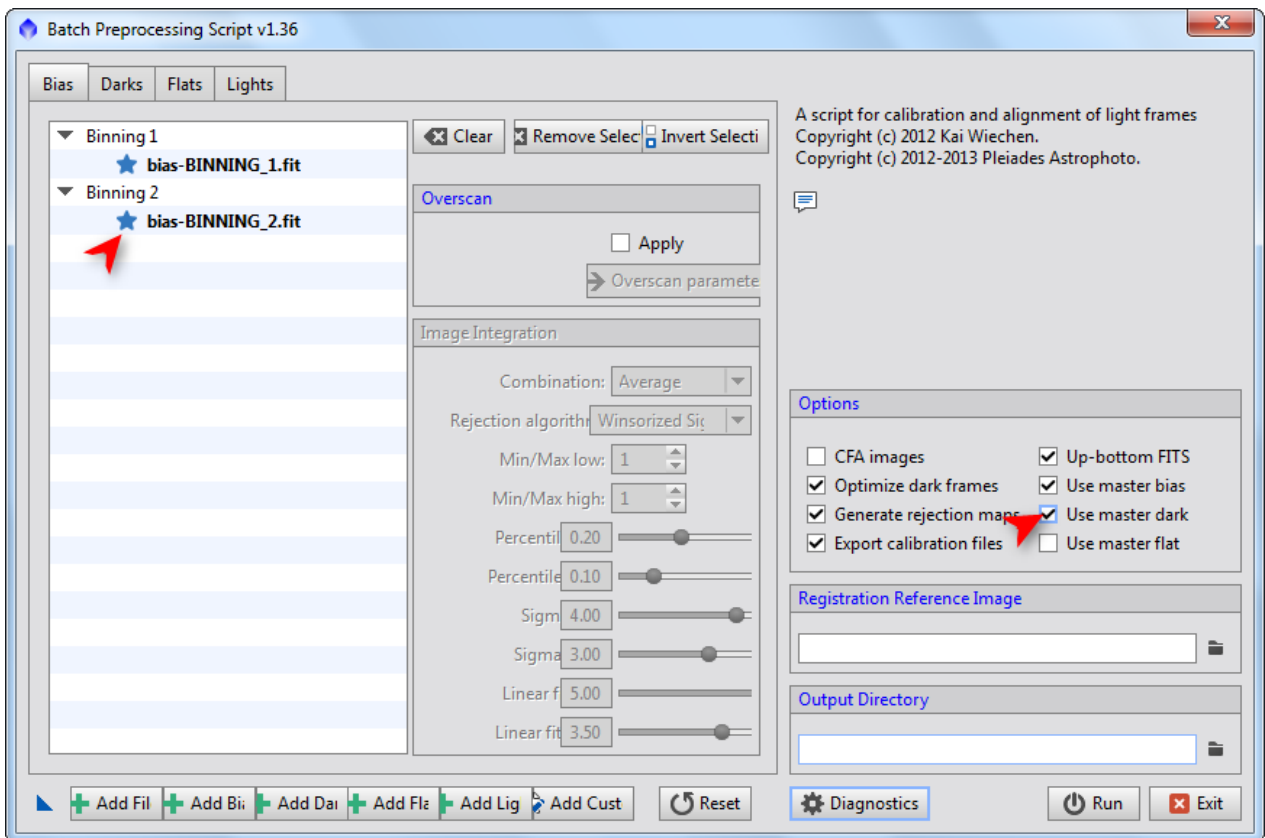 Batch Preprocessing Script v1.36
Bias Darks Flats Lights
Binning 1
bias-BINNING_1.fit
Binning 2
bias-BINNING_2.fit
Clear Remove Selec Invert Selecti
Overscan
Apply
Overscan paramete
Image Integration
Combination: Average
Rejection algorithr Winsorized Sig
Min/Max low: 1
Min/Max high: 1
Percentil 0.20
Percentile 0.10
Sigm 4.00
Sigma 3.00
Linear f 5.00
Linear fit 3.50
A script for calibration and alignment of light frames
Copyright (c) 2012 Kai Wiechen.
Copyright (c) 2012-2013 Pleiades Astrophoto.
Options
CFA images Up-bottom FITS
Optimize dark frames Use master bias
Generate rejection maps Use master dark
Export calibration files Use master flat
Registration Reference Image
Output Directory
Add Fil Add Bi Add Dar Add Fla Add Lig Add Cust Reset Diagnostics Run Exit